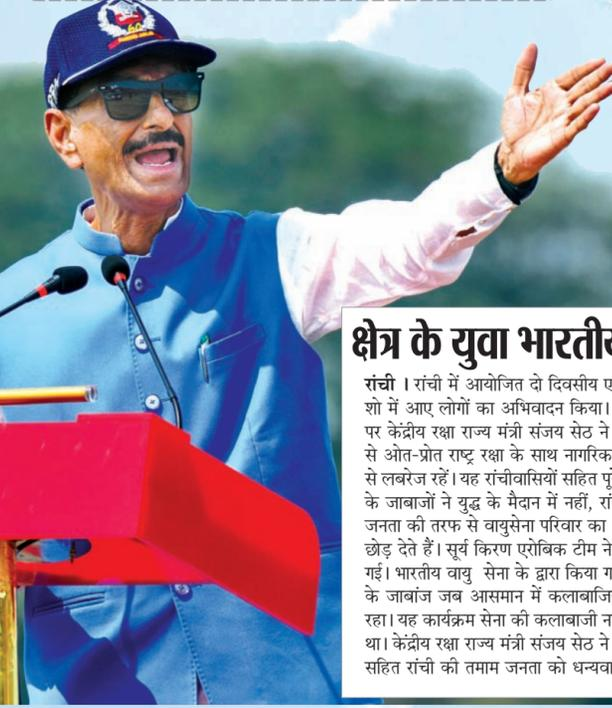 क्षेत्र के युवा भारतीय
रांची । रांची में आयोजित दो दिवसीय ए
शो में आए लोगों का अभिवादन किया।
पर केंद्रीय रक्षा राज्य मंत्री संजय सेठ ने
से ओत-प्रोत राष्ट्र रक्षा के साथ नागरिक
से लबरेज रहें। यह रांचीवासियों सहित पू
के जाबाजों ने युद्ध के मैदान में नहीं, रां
जनता की तरफ से वायुसेना परिवार का
छोड़ देते हैं। सूर्य किरण एरोबिक टीम ने
गई। भारतीय वायु सेना के द्वारा किया ग
के जाबांज जब आसमान में कलाबाजि
रहा। यह कार्यक्रम सेना की कलाबाजी न
था। केंद्रीय रक्षा राज्य मंत्री संजय सेठ ने
सहित रांची की तमाम जनता को धन्यवा